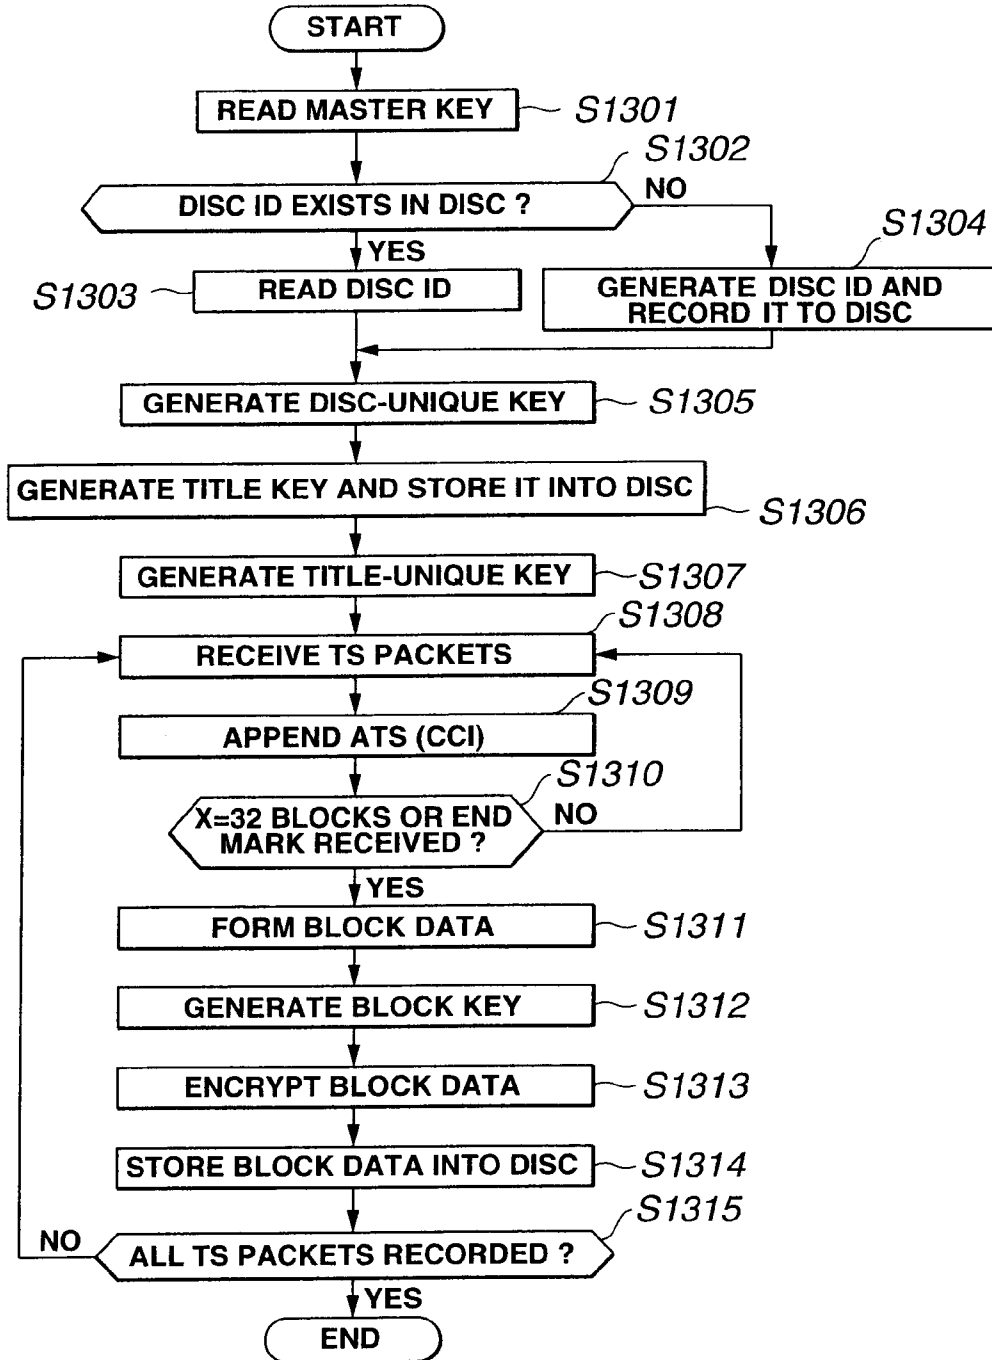 START
READ MASTER KEY
S1301
S1302
DISC ID EXISTS IN DISC ?
NO
YES
S1304
S1303
READ DISC ID
GENERATE DISC ID AND
RECORD IT TO DISC
GENERATE DISC-UNIQUE KEY
S1305
GENERATE TITLE KEY AND STORE IT INTO DISC
S1306
GENERATE TITLE-UNIQUE KEY
S1307
S1308
RECEIVE TS PACKETS
S1309
APPEND ATS (CCI)
S1310
X=32 BLOCKS OR END
MARK RECEIVED ?
NO
YES
FORM BLOCK DATA
S1311
GENERATE BLOCK KEY
S1312
ENCRYPT BLOCK DATA
S1313
STORE BLOCK DATA INTO DISC
S1314
S1315
NO
ALL TS PACKETS RECORDED ?
YES
END